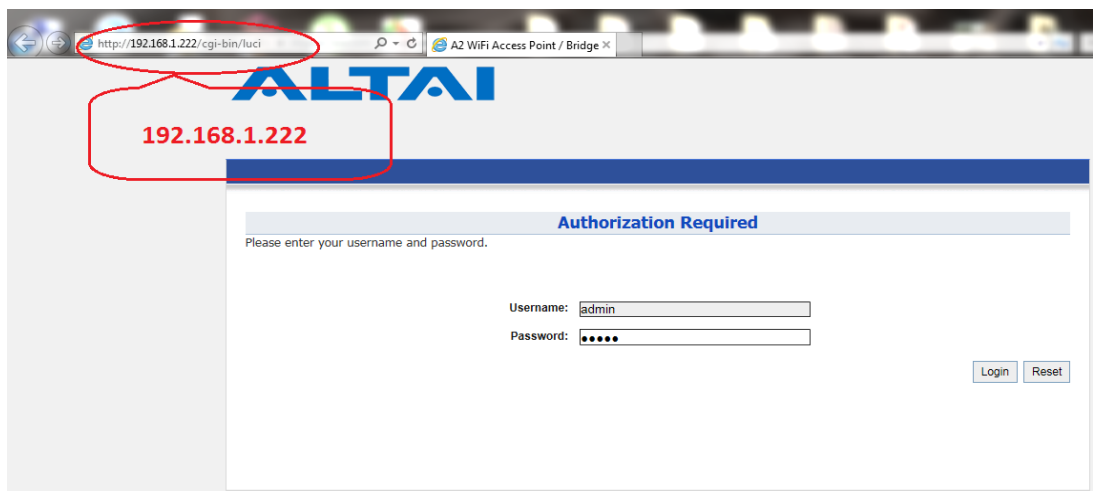 http://192.168.1.222/cgi-bin/luci
A2 WiFi Access Point / Bridge
ALTAI
192.168.1.222
Authorization Required
Please enter your username and password.
Username: admin
Password: •••••
Login Reset